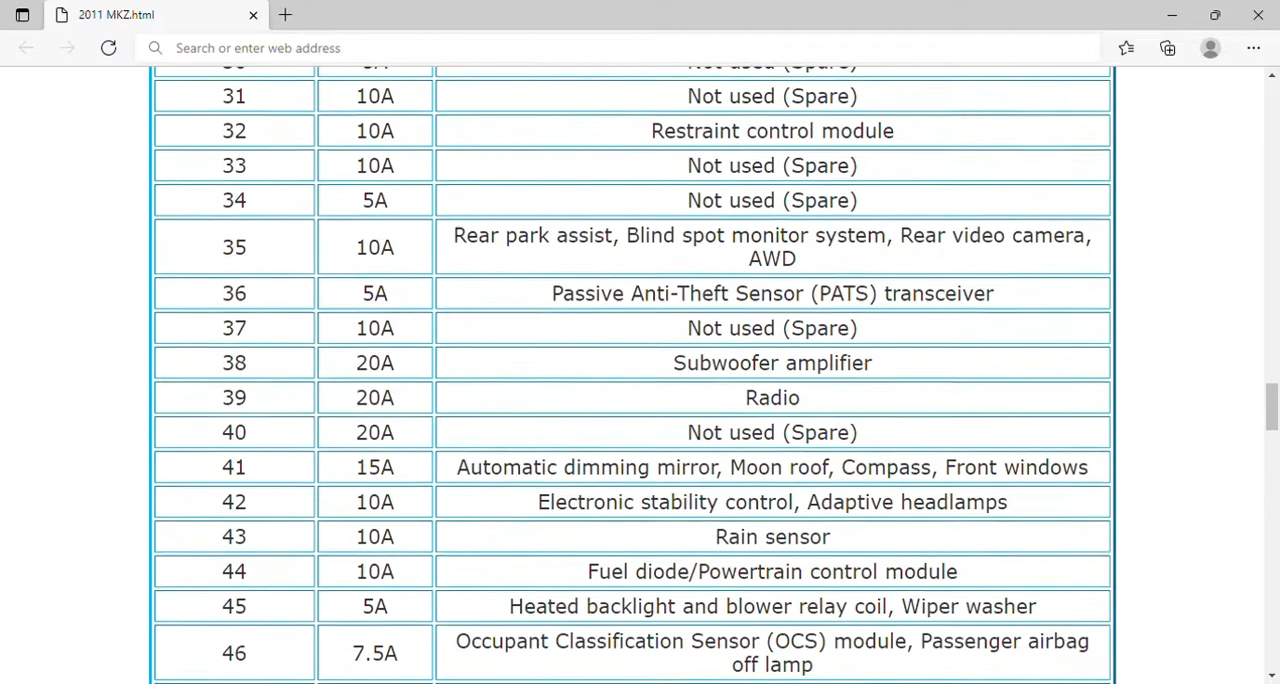 2011 MKZ.html
Search or enter web address
31 10A Not used (Spare)
32 10A Restraint control module
33 10A Not used (Spare)
34 5A Not used (Spare)
35 10A Rear park assist, Blind spot monitor system, Rear video camera,
AWD
36 5A Passive Anti-Theft Sensor (PATS) transceiver
37 10A Not used (Spare)
38 20A Subwoofer amplifier
39 20A Radio
40 20A Not used (Spare)
41 15A Automatic dimming mirror, Moon roof, Compass, Front windows
42 10A Electronic stability control, Adaptive headlamps
43 10A Rain sensor
44 10A Fuel diode/Powertrain control module
45 5A Heated backlight and blower relay coil, Wiper washer
46 7.5A Occupant Classification Sensor (OCS) module, Passenger airbag
off lamp